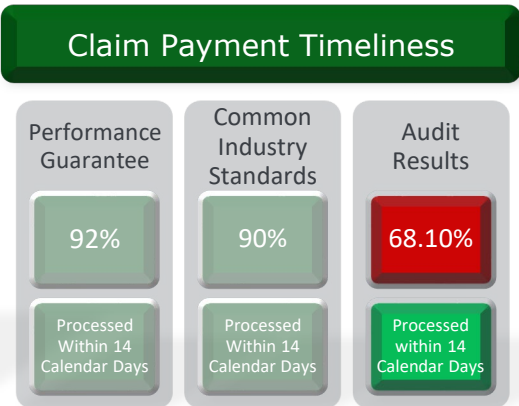 Claim Payment Timeliness
Performance
Guarantee
92%
Processed
Within 14
Calendar Days
Common
Industry
Standards
90%
Processed
Within 14
Calendar Days
Audit
Results
68.10%
Processed
within 14
Calendar Days